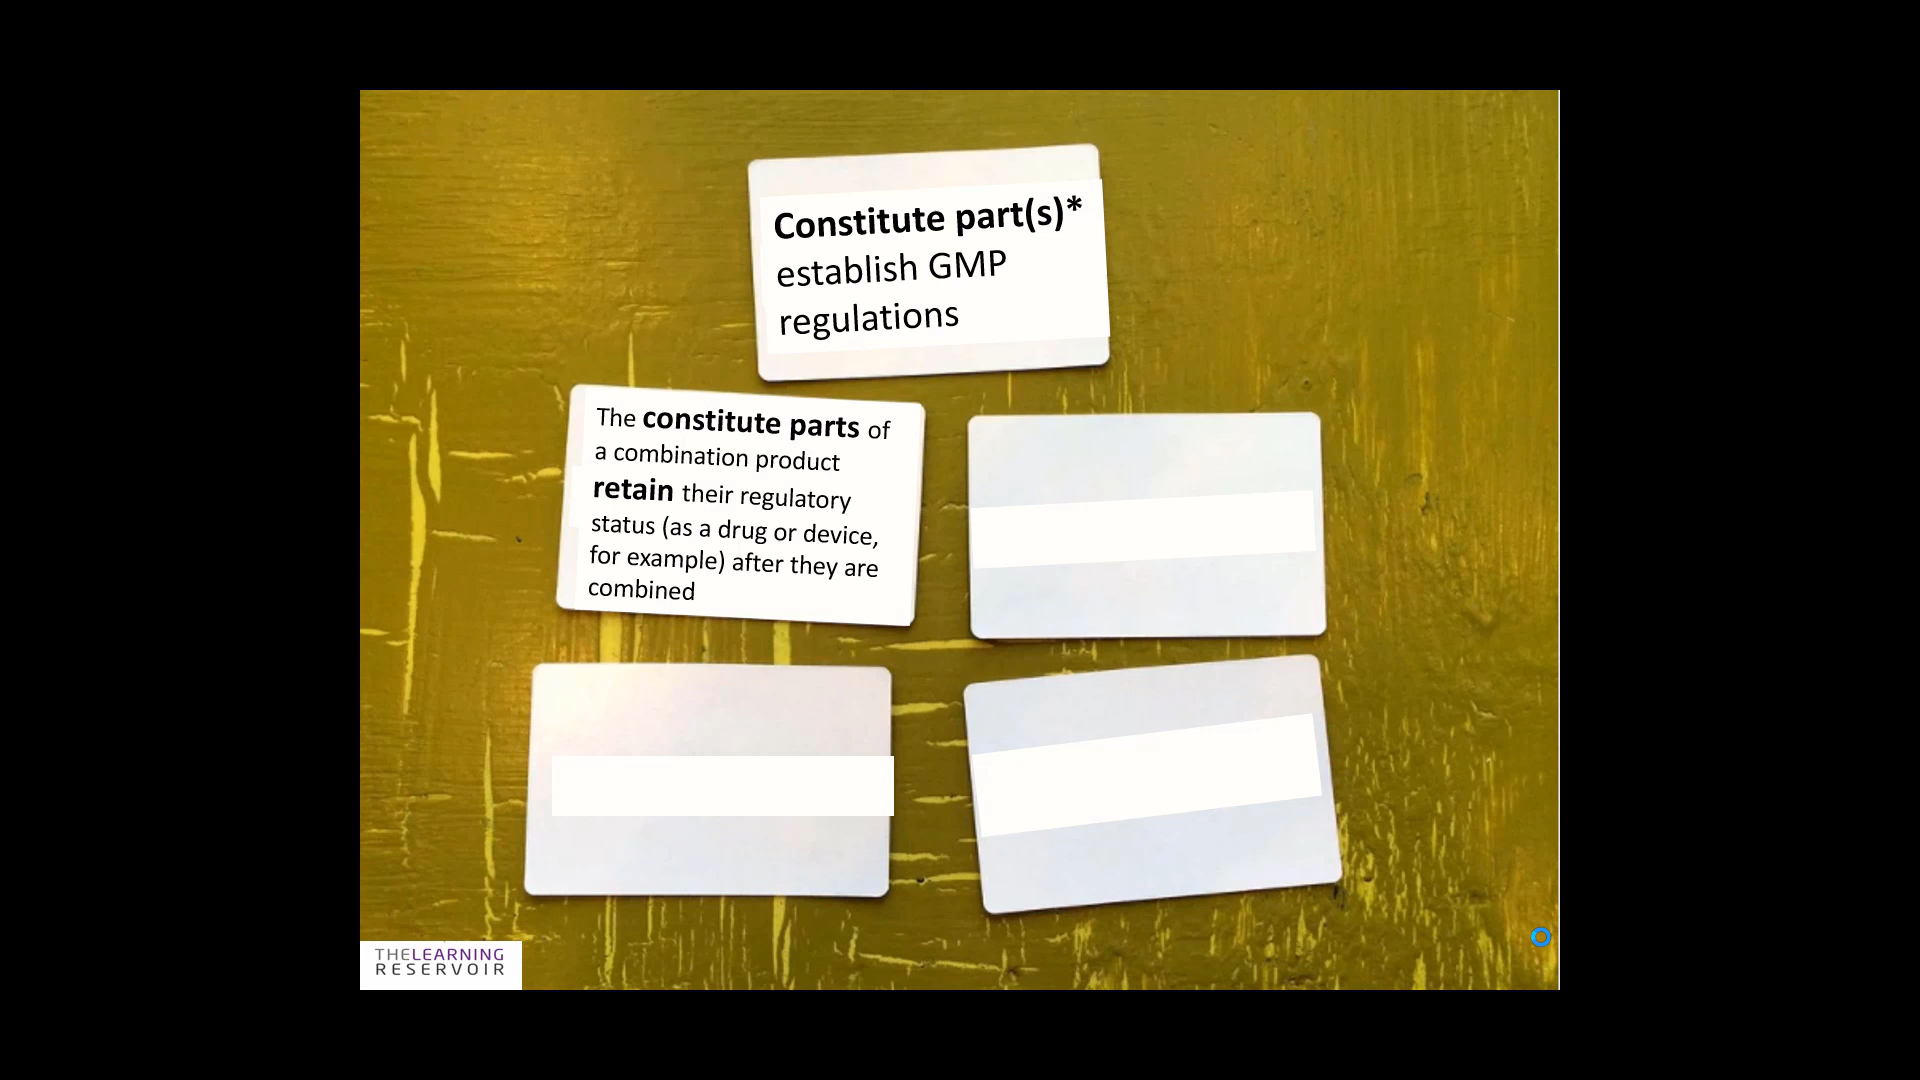 Constitute part(s)*
establish GMP
regulations
The constitute parts of
a combination product
retain their regulatory
status (as a drug or device,
for example) after they are
combined
THELEARNING
RESERVOIR